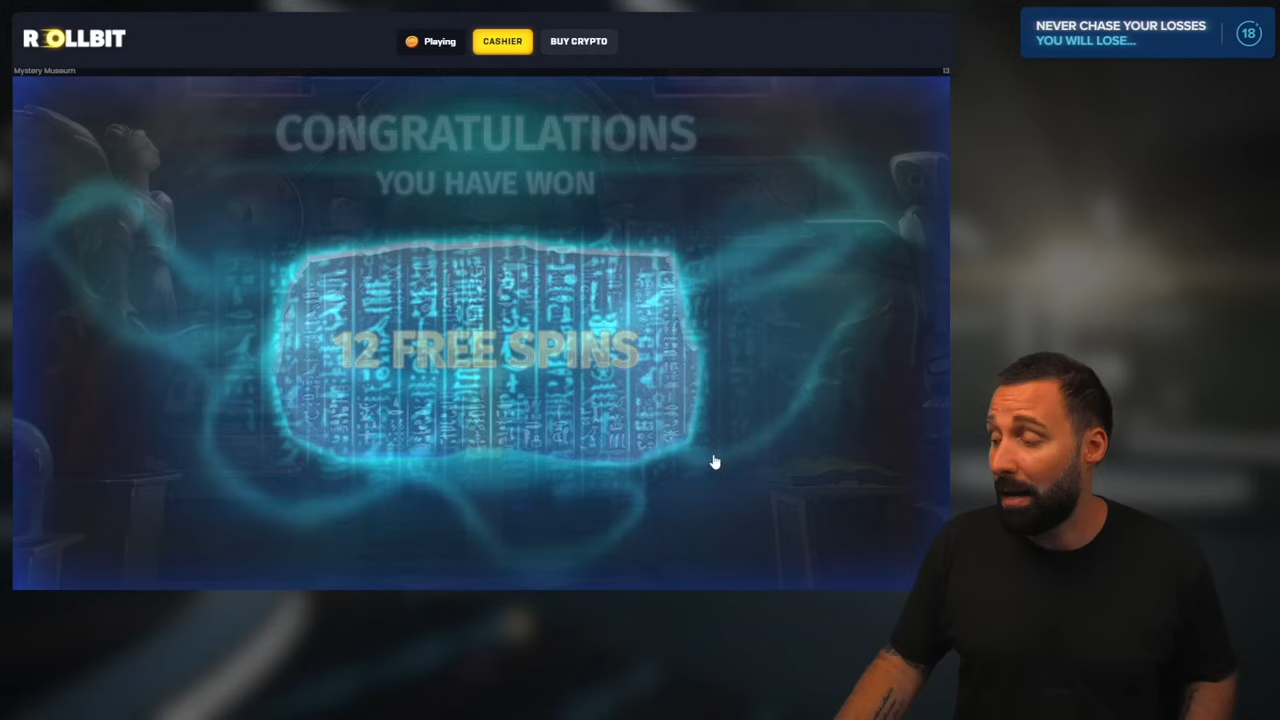 ROLLBIT
Playing
CASHIER
BUY CRYPTO
NEVER CHASE YOUR LOSSES
YOU WILL LOSE...
18+
Mystery Museum
13
CONGRATULATIONS
YOU HAVE WON
12 FREE SPINS